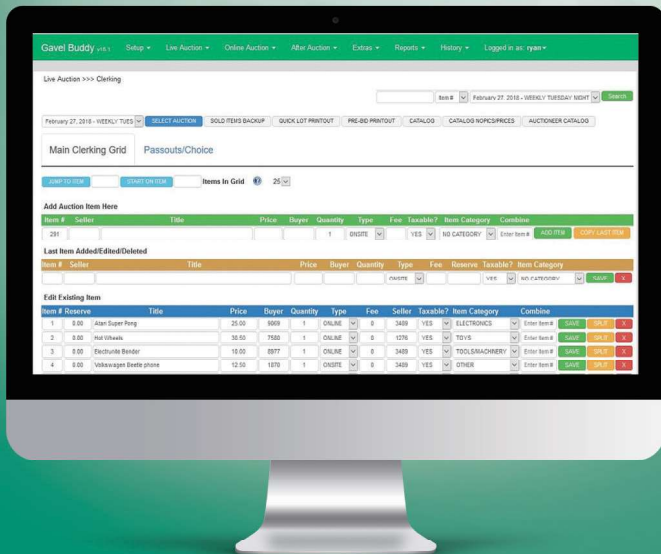 Gavel Buddy v18.1 Setup Live Auction Online Auction After Auction Extras Reports History Logged in as: ryan
Live Auction >>> Clerking
Item # February 27, 2018 - WEEKLY TUESDAY NIGHT Search
February 27, 2018 - WEEKLY TUES SELECT AUCTION SOLD ITEMS BACKUP QUICK LOT PRINTOUT PRE-BID PRINTOUT CATALOG CATALOG NOPICS/PRICES AUCTIONEER CATALOG
Main Clerking Grid Passouts/Choice
JUMP TO ITEM START ON ITEM Items In Grid 25
Add Auction Item Here
Item # Seller Title Price Buyer Quantity Type Fee Taxable? Item Category Combine
291 1 ONSITE YES NO CATEGORY Enter Item # ADD ITEM COPY LAST ITEM
Last Item Added/Edited/Deleted
Item # Seller Title Price Buyer Quantity Type Fee Reserve Taxable? Item Category
ONSITE YES NO CATEGORY SAVE X
Edit Existing Item
Item # Reserve Title Price Buyer Quantity Type Fee Seller Taxable? Item Category Combine
1 0.00 Atari Super Pong 25.00 9069 1 ONLINE 0 3489 YES ELECTRONICS Enter Item # SAVE SPLIT X
2 0.00 Hot Wheels 30.50 7580 1 ONLINE 0 1276 YES TOYS Enter Item # SAVE SPLIT X
3 0.00 Electrunite Bender 10.00 8977 1 ONLINE 0 3489 YES TOOLS/MACHINERY Enter Item # SAVE SPLIT X
4 0.00 Volkswagen Beetle phone 12.50 1870 1 ONSITE 0 3489 YES OTHER Enter Item # SAVE SPLIT X